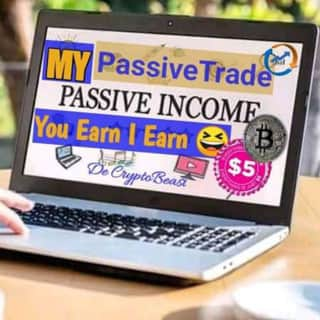 MY PassiveTrade
PASSIVE INCOME
You Earn I Earn
$5
De CryptoBeast